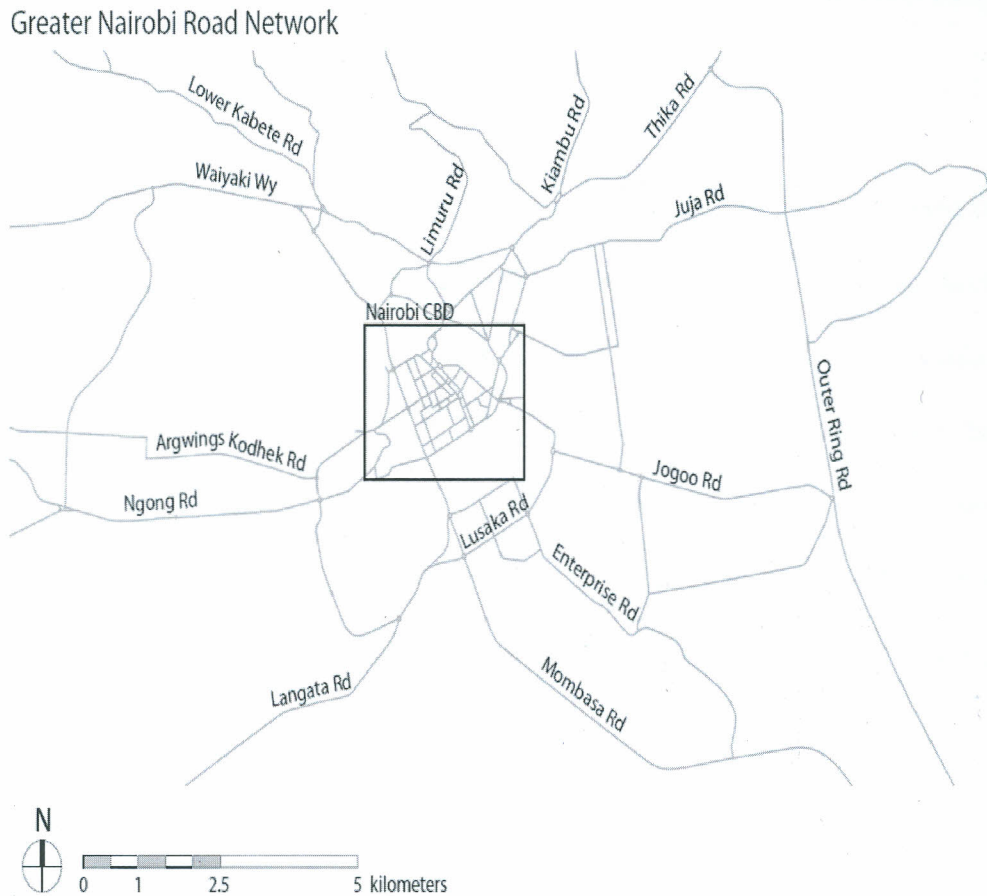 Greater Nairobi Road Network
Lower Kabete Rd
Waiyaki Wy
Limuru Rd
Kiambu Rd
Thika Rd
Juja Rd
Nairobi CBD
Outer Ring Rd
Argwings Kodhek Rd
Ngong Rd
Jogoo Rd
Lusaka Rd
Enterprise Rd
Langata Rd
Mombasa Rd
N
0 1 2.5 5 kilometers